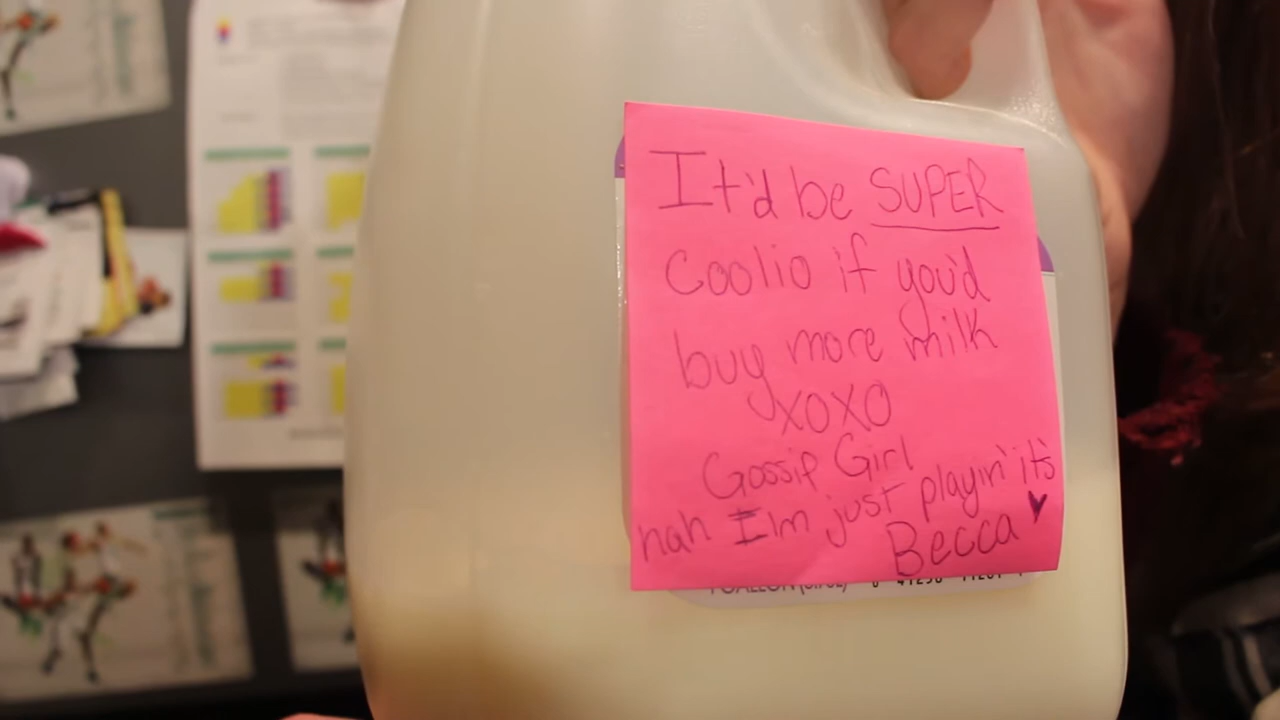 It'd be SUPER
Coolio if you'd
buy more milk
XOXO
Gossip Girl
nah I'm just playin' it's
Becca